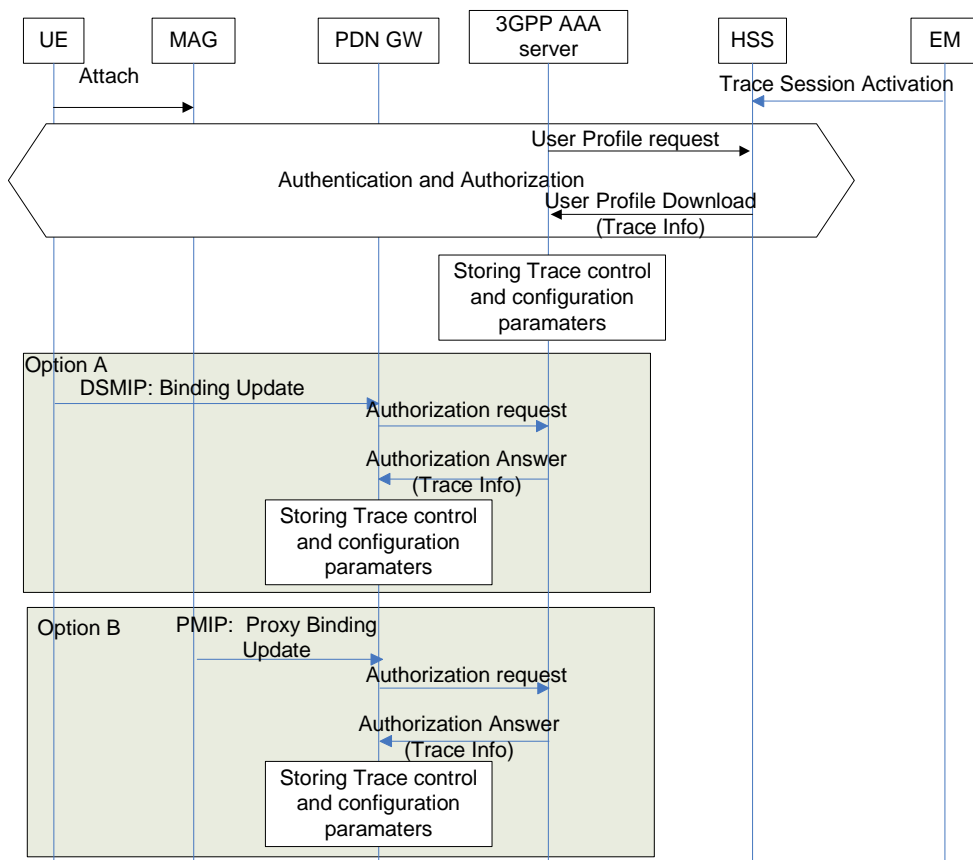 UE
MAG
PDN GW
3GPP AAA
server
HSS
EM
Attach
Trace Session Activation
User Profile request
Authentication and Authorization
User Profile Download
(Trace Info)
Storing Trace control
and configuration
paramaters
Option A
DSMIP: Binding Update
Authorization request
Authorization Answer
(Trace Info)
Storing Trace control
and configuration
paramaters
Option B
PMIP:  Proxy Binding
Update
Authorization request
Authorization Answer
(Trace Info)
Storing Trace control
and configuration
paramaters